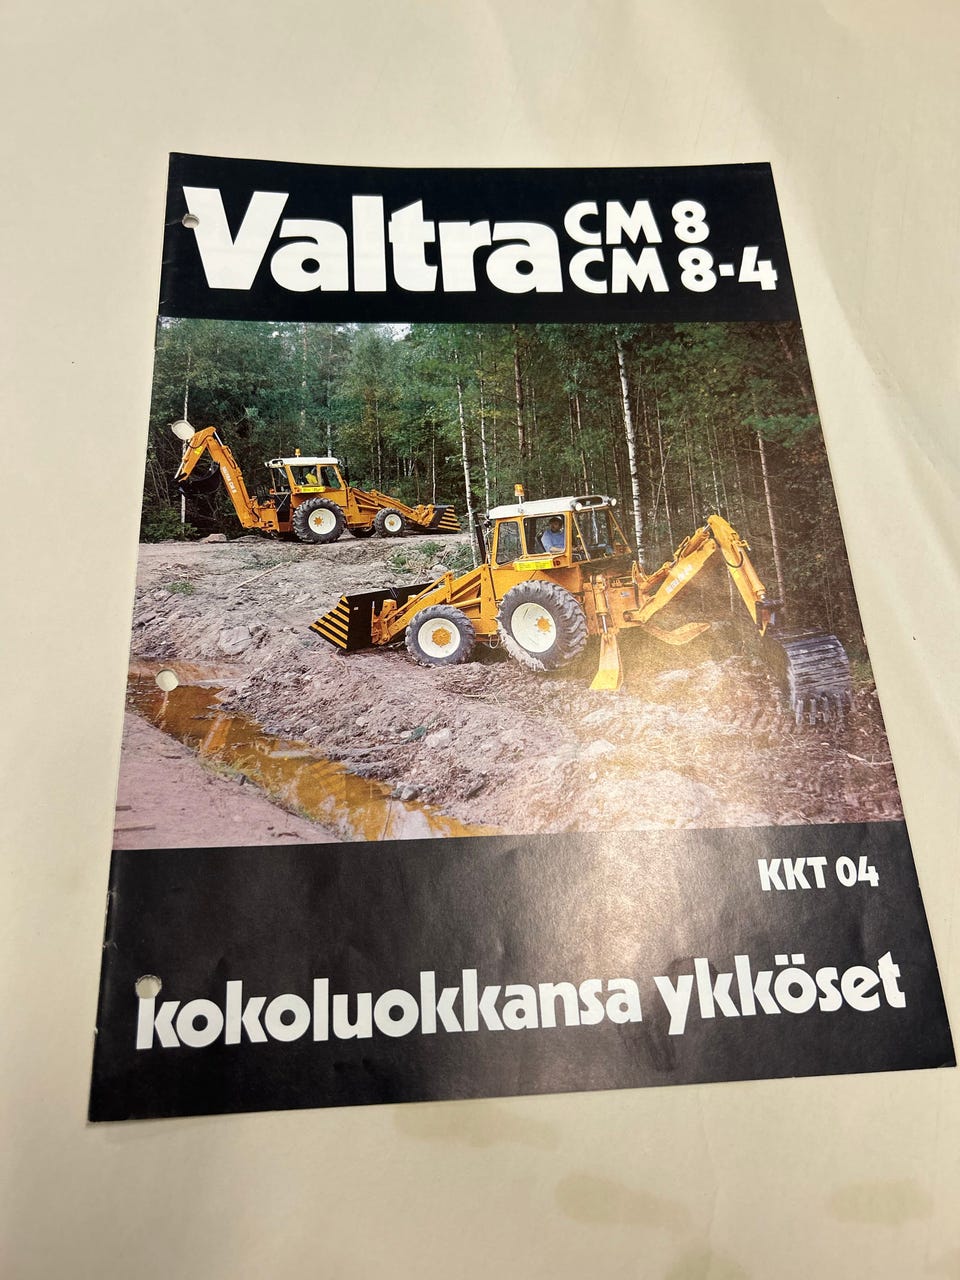 Valtra CM 8
CM 8-4
KKT 04
kokoluokkansa ykköset